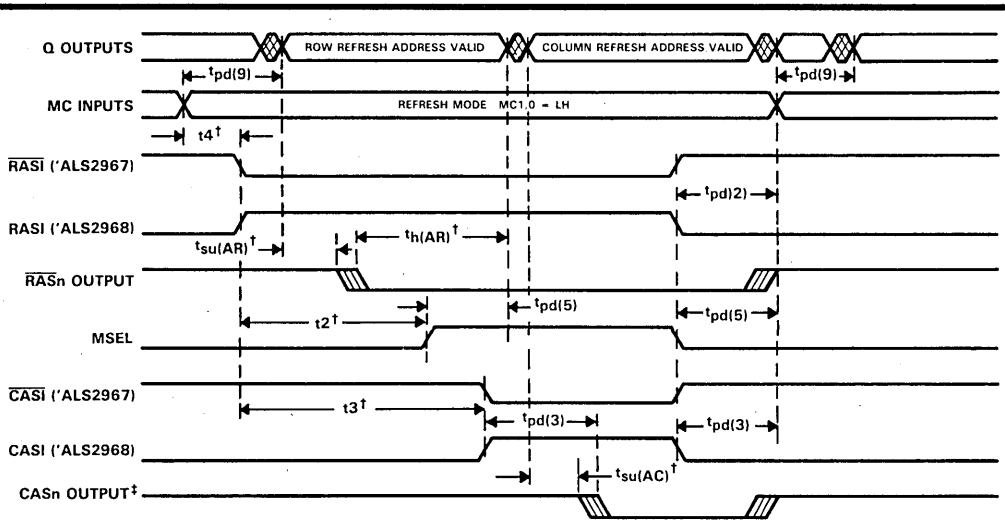 Q OUTPUTS
ROW REFRESH ADDRESS VALID
COLUMN REFRESH ADDRESS VALID
tpd(9)
tpd(9)
MC INPUTS
REFRESH MODE MC1,0 = LH
t4†
RASI ('ALS2967)
tpd)2)
RASI ('ALS2968)
tsu(AR)†
th(AR)†
RASn OUTPUT
tpd(5)
tpd(5)
t2†
MSEL
CASI ('ALS2967)
t3†
tpd(3)
tpd(3)
CASI ('ALS2968)
tsu(AC)†
CASn OUTPUT‡